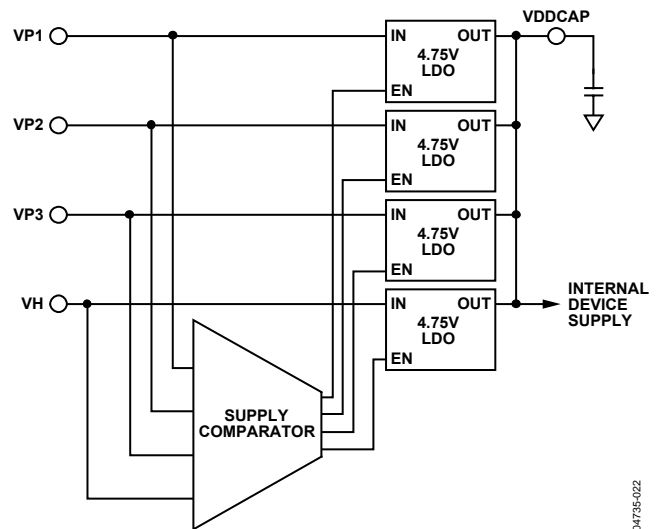 VP1
IN OUT
4.75V
LDO
EN
VDDCAP
VP2
IN OUT
4.75V
LDO
EN
VP3
IN OUT
4.75V
LDO
EN
VH
IN OUT
4.75V
LDO
EN
INTERNAL
DEVICE
SUPPLY
SUPPLY
COMPARATOR
04735-022